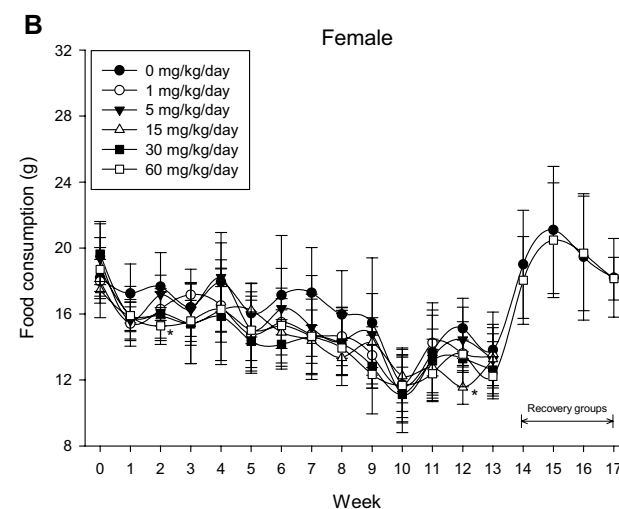 B
Female
32
28
24
20
16
12
8
Food consumption (g)
0 mg/kg/day
1 mg/kg/day
5 mg/kg/day
15 mg/kg/day
30 mg/kg/day
60 mg/kg/day
*
*
Recovery groups
0 1 2 3 4 5 6 7 8 9 10 11 12 13 14 15 16 17
Week